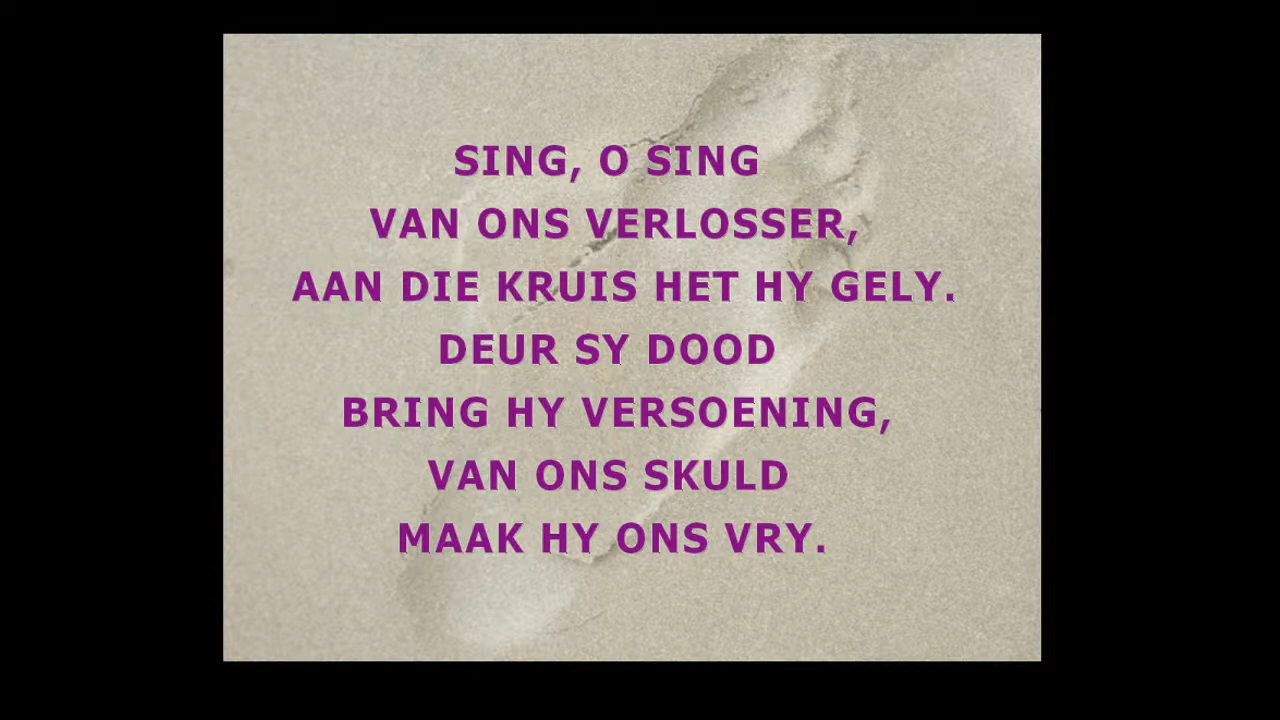 SING, O SING
VAN ONS VERLOSSER,
AAN DIE KRUIS HET HY GELY.
DEUR SY DOOD
BRING HY VERSOENING,
VAN ONS SKULD
MAAK HY ONS VRY.